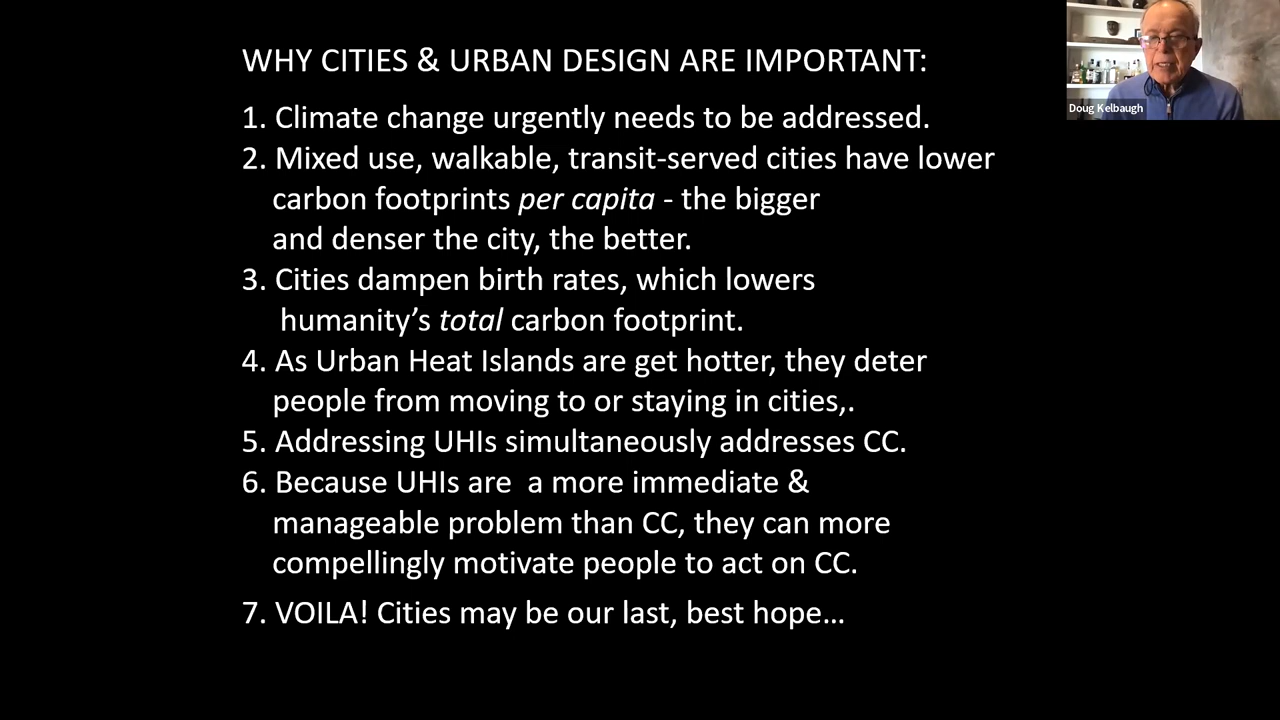 WHY CITIES & URBAN DESIGN ARE IMPORTANT:
1. Climate change urgently needs to be addressed.
2. Mixed use, walkable, transit-served cities have lower
carbon footprints per capita - the bigger
and denser the city, the better.
3. Cities dampen birth rates, which lowers
humanity’s total carbon footprint.
4. As Urban Heat Islands are get hotter, they deter
people from moving to or staying in cities,.
5. Addressing UHIs simultaneously addresses CC.
6. Because UHIs are  a more immediate &
manageable problem than CC, they can more
compellingly motivate people to act on CC.
7. VOILA! Cities may be our last, best hope…
Doug Kelbaugh